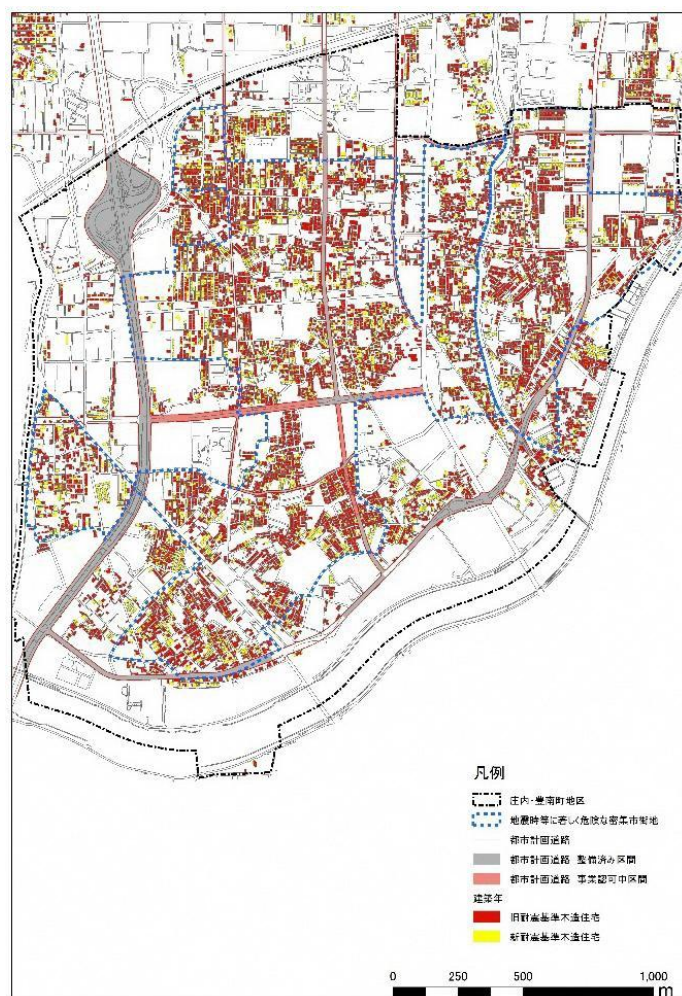 凡例
庄内・豊南町地区
地震時等に著しく危険な密集市街地
都市計画道路
都市計画道路 整備済み区間
都市計画道路 事業認可中区間
建築年
旧耐震基準木造住宅
新耐震基準木造住宅
0 250 500 1,000
m